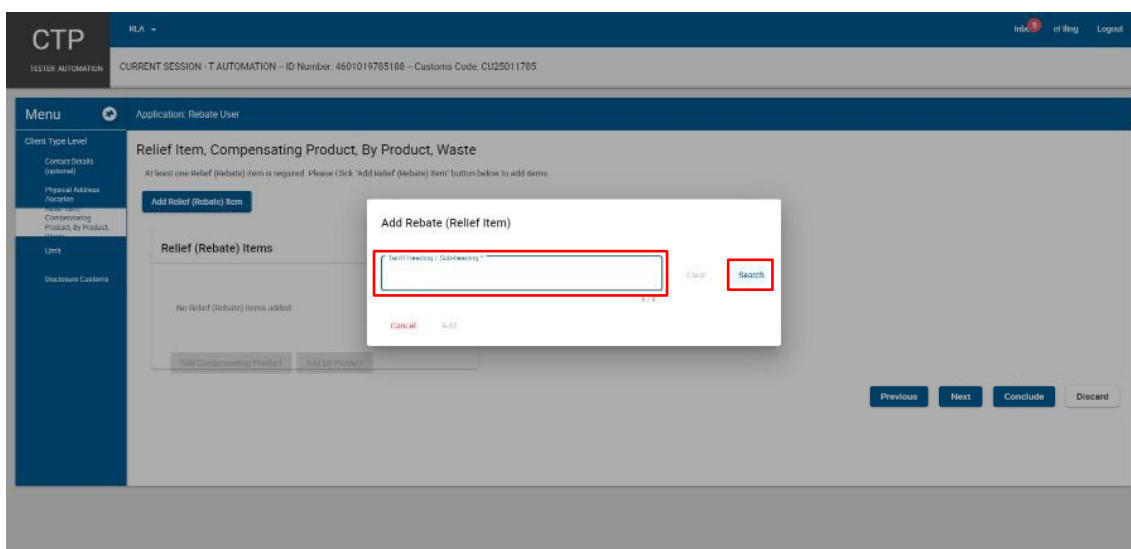 CTP
TESTER AUTOMATION
RLA
Inbox
eFiling
Logout
CURRENT SESSION - T AUTOMATION – ID Number: 4601019785188 – Customs Code: CU25011785
Menu
Application: Rebate User
Client Type Level
Contact Details
(optional)
Physical Address
/location
Compensating
Product, By Product,
Limit
Disclosure Customs
Relief Item, Compensating Product, By Product, Waste
At least one Relief (Rebate) item is required. Please Click 'Add Relief (Rebate) Item' button below to add items.
Add Relief (Rebate) Item
Relief (Rebate) Items
No Relief (Rebate) Items added
Add Compensating Product
Add By Product
Add Rebate (Relief Item)
Tariff Heading / Sub-heading *
Clear
Search
Cancel
Add
Previous
Next
Conclude
Discard